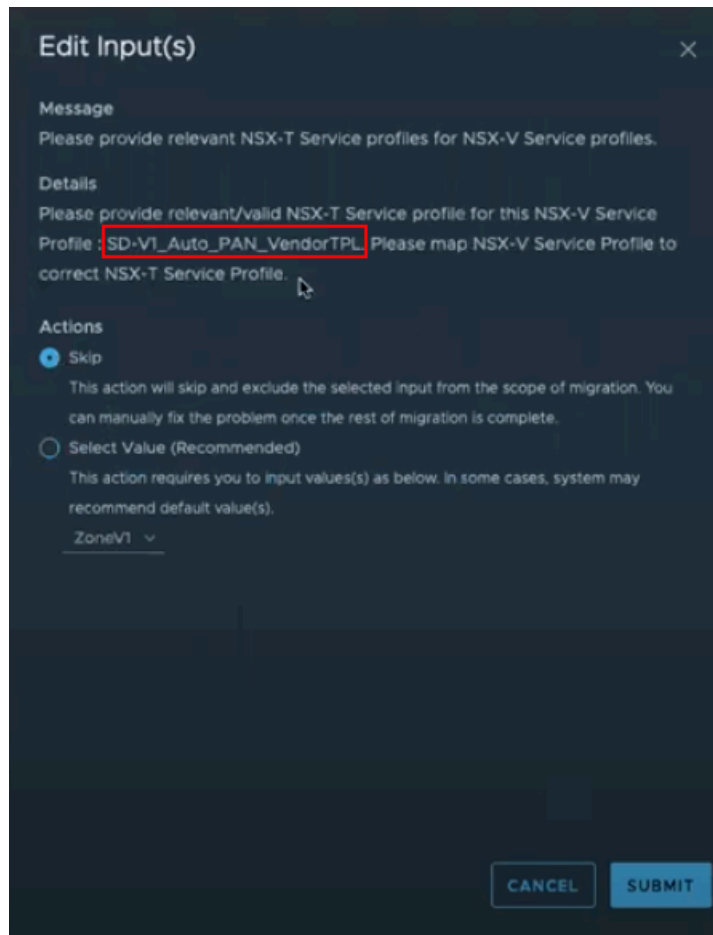 Edit Input(s)
Message
Please provide relevant NSX-T Service profiles for NSX-V Service profiles.
Details
Please provide relevant/valid NSX-T Service profile for this NSX-V Service
Profile : SD-V1_Auto_PAN_VendorTPL. Please map NSX-V Service Profile to
correct NSX-T Service Profile.
Actions
Skip
This action will skip and exclude the selected input from the scope of migration. You
can manually fix the problem once the rest of migration is complete.
Select Value (Recommended)
This action requires you to input values(s) as below. In some cases, system may
recommend default value(s).
ZoneV1
CANCEL SUBMIT